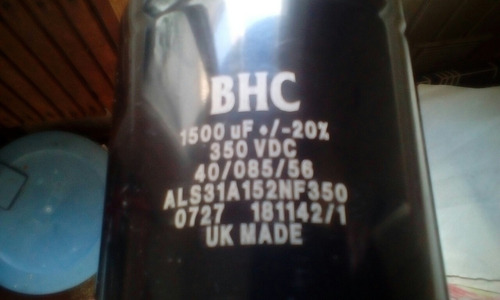 BHC
1500 uF +/-20%
350 VDC
40/085/56
ALS31A152NF350
0727 181142/1
UK MADE